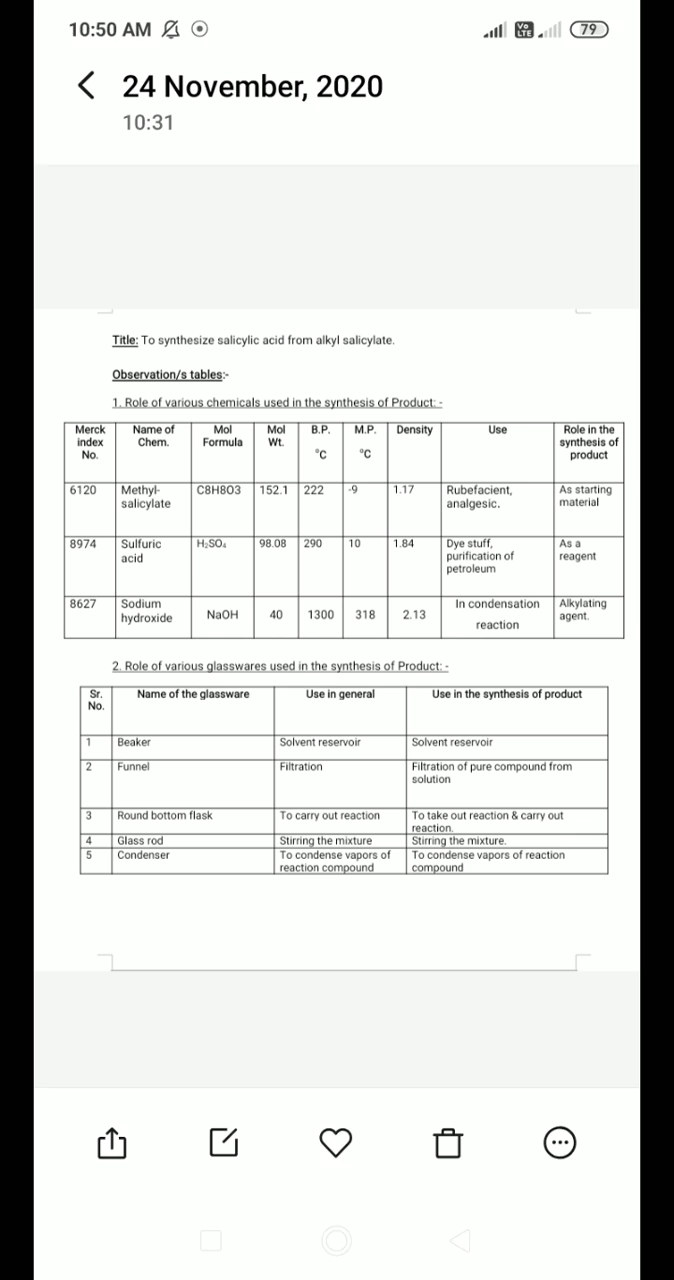 10:50 AM
Vo LTE
79
24 November, 2020
10:31
Title: To synthesize salicylic acid from alkyl salicylate.
Observation/s tables:-
1. Role of various chemicals used in the synthesis of Product: -
Merck index No. Name of Chem. Mol Formula Mol Wt. B.P. °C M.P. °C Density Use Role in the synthesis of product
6120 Methyl-salicylate C8H8O3 152.1 222 -9 1.17 Rubefacient, analgesic. As starting material
8974 Sulfuric acid H₂SO₄ 98.08 290 10 1.84 Dye stuff, purification of petroleum As a reagent
8627 Sodium hydroxide NaOH 40 1300 318 2.13 In condensation reaction Alkylating agent.
2. Role of various glasswares used in the synthesis of Product: -
Sr. No. Name of the glassware Use in general Use in the synthesis of product
1 Beaker Solvent reservoir Solvent reservoir
2 Funnel Filtration Filtration of pure compound from solution
3 Round bottom flask To carry out reaction To take out reaction & carry out reaction.
4 Glass rod Stirring the mixture Stirring the mixture.
5 Condenser To condense vapors of reaction compound To condense vapors of reaction compound